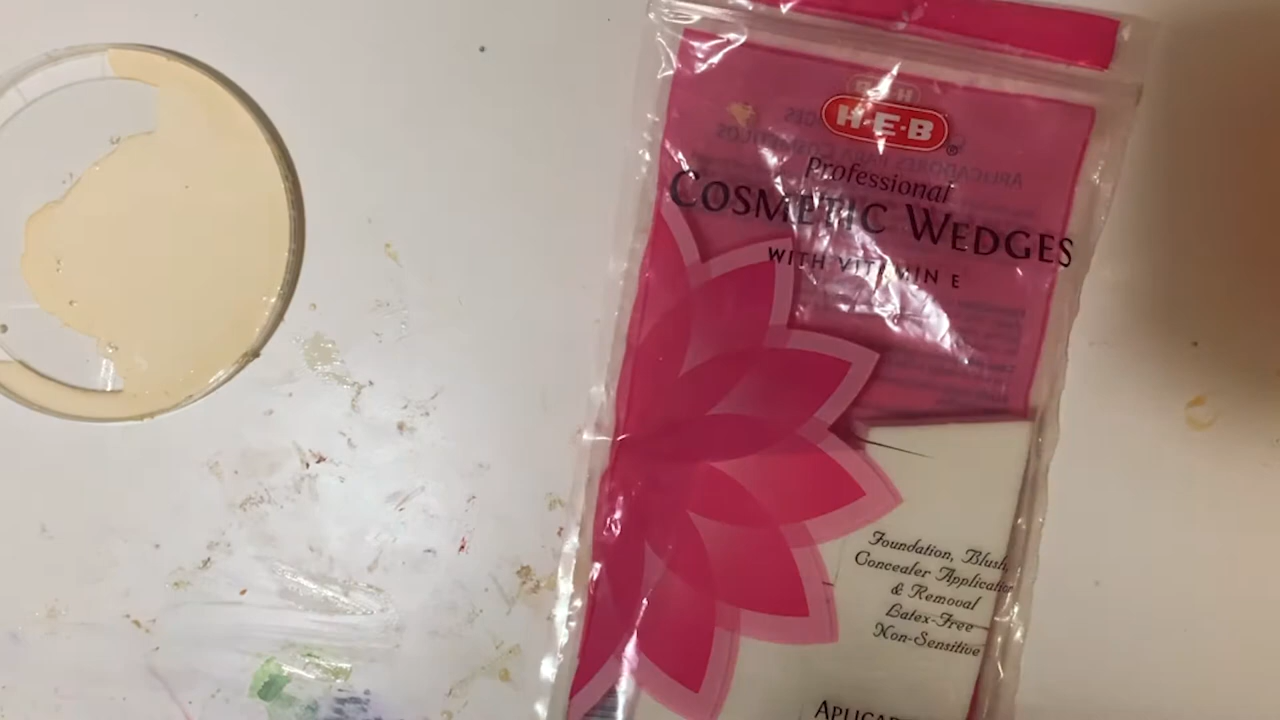 H-E-B
Professional
COSMETIC WEDGES
WITH VITAMIN E
Foundation, Blush,
Concealer Application
& Removal
Latex-Free
Non-Sensitive